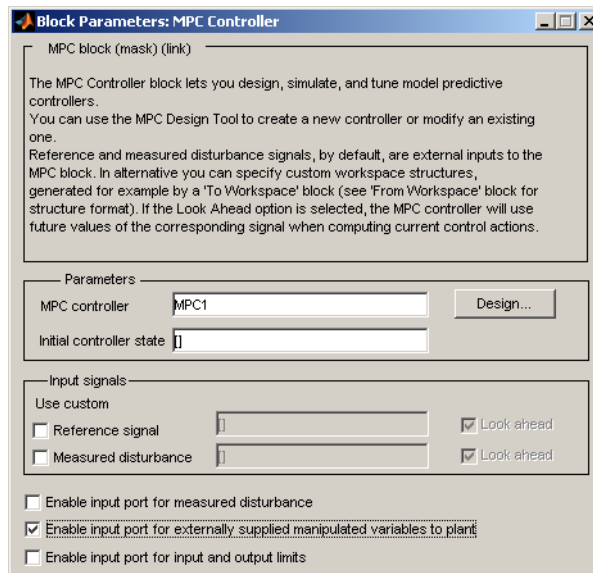 Block Parameters: MPC Controller
MPC block (mask) (link)
The MPC Controller block lets you design, simulate, and tune model predictive
controllers.
You can use the MPC Design Tool to create a new controller or modify an existing
one.
Reference and measured disturbance signals, by default, are external inputs to the
MPC block. In alternative you can specify custom workspace structures,
generated for example by a 'To Workspace' block (see 'From Workspace' block for
structure format). If the Look Ahead option is selected, the MPC controller will use
future values of the corresponding signal when computing current control actions.
Parameters
MPC controller MPC1 Design...
Initial controller state []
Input signals
Use custom
Reference signal [] Look ahead
Measured disturbance [] Look ahead
Enable input port for measured disturbance
Enable input port for externally supplied manipulated variables to plant
Enable input port for input and output limits